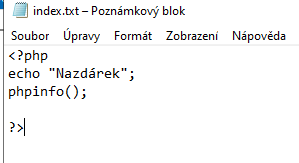 index.txt – Poznámkový blok
Soubor Úpravy Formát Zobrazení Nápověda
<?php
echo "Nazdárek";
phpinfo();
?>